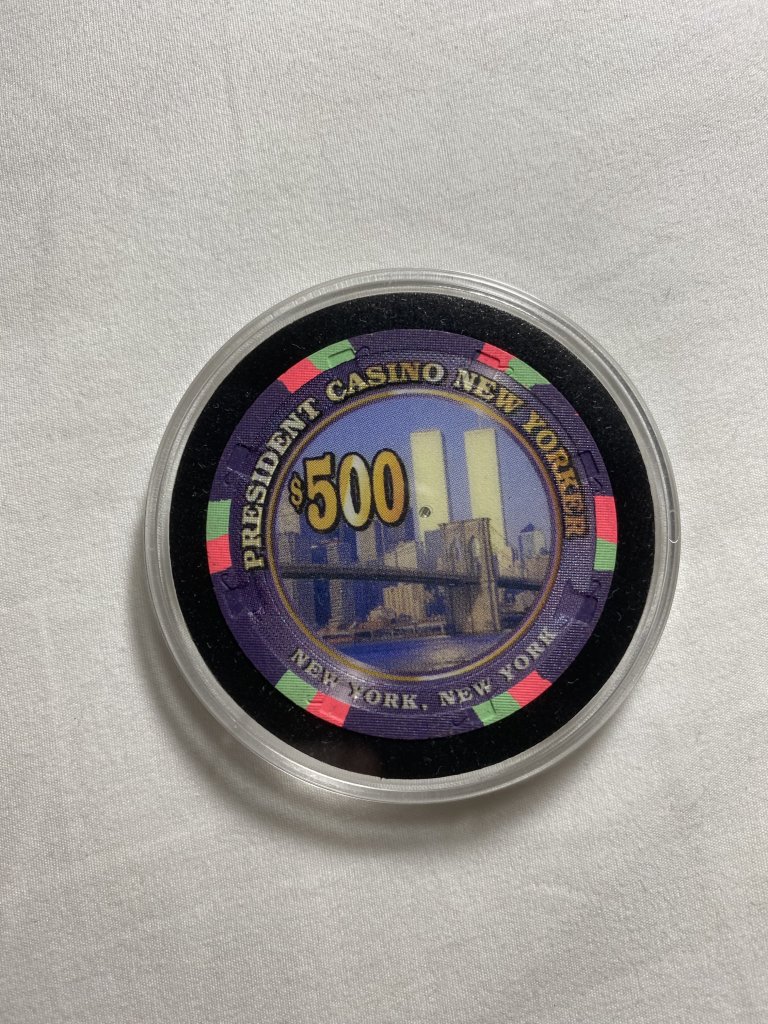 PRESIDENT CASINO NEW YORKER
$500
NEW YORK, NEW YORK